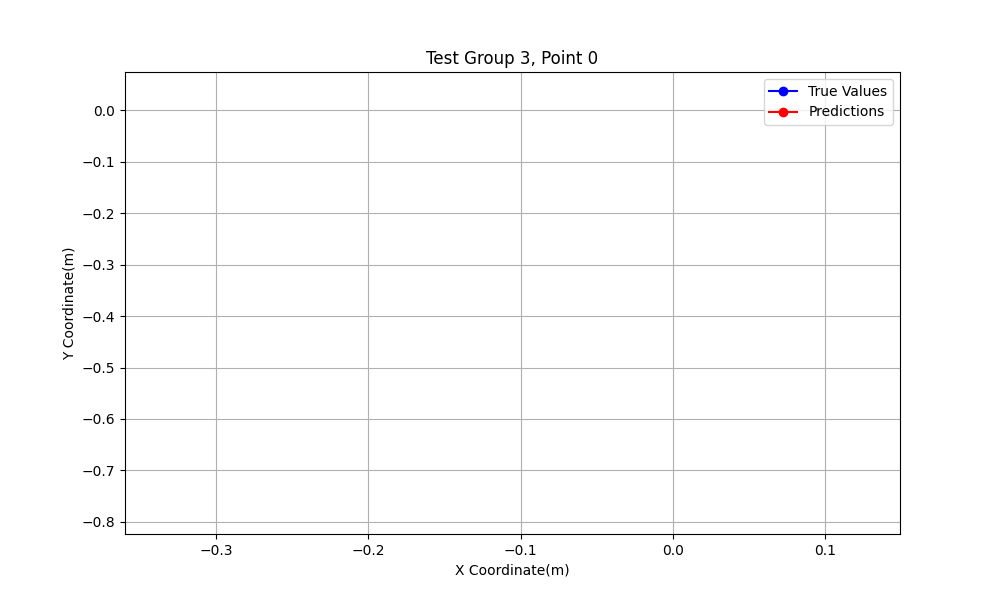 Test Group 3, Point 0
True Values
Predictions
0.0
−0.1
−0.2
−0.3
−0.4
−0.5
−0.6
−0.7
−0.8
Y Coordinate(m)
−0.3
−0.2
−0.1
0.0
0.1
X Coordinate(m)